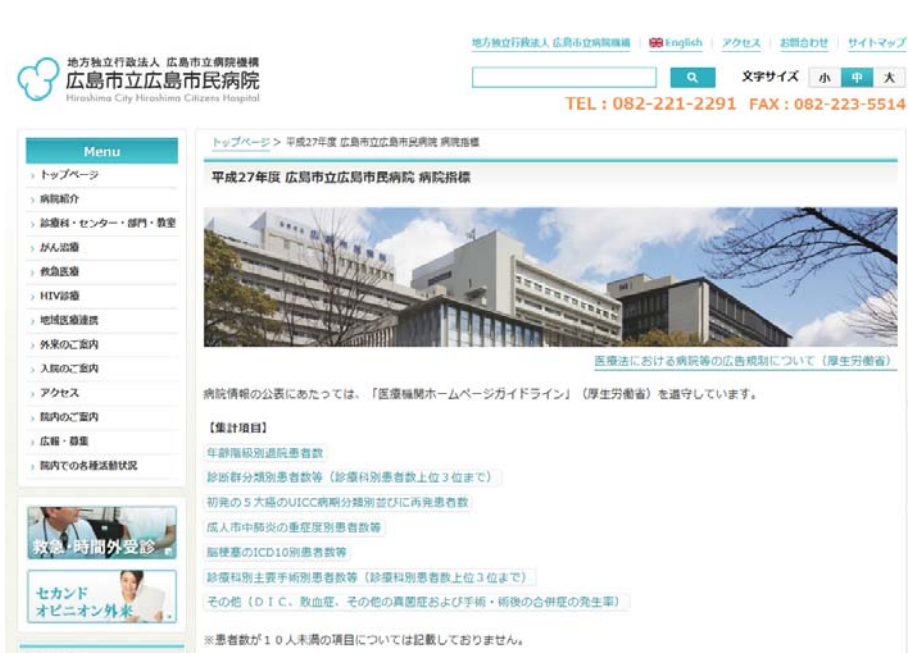 地方独立行政法人 広島市立病院機構 English アクセス お問合わせ サイトマップ
地方独立行政法人 広島市立病院機構
広島市立広島市民病院
Hiroshima City Hiroshima Citizens Hospital
文字サイズ 小 中 大
TEL : 082-221-2291 FAX : 082-223-5514
Menu
トップページ
病院紹介
診療科・センター・部門・教室
がん治療
救急医療
HIV診療
地域医療連携
外来のご案内
入院のご案内
アクセス
院内のご案内
広報・募集
院内での各種活動状況
救急・時間外受診
セカンド
オピニオン外来
トップページ > 平成27年度 広島市立広島市民病院 病院指標
平成27年度 広島市立広島市民病院 病院指標
広島市民病院
医療法における病院等の広告規制について（厚生労働省）
病院情報の公表にあたっては、「医療機関ホームページガイドライン」（厚生労働省）を遵守しています。
【集計項目】
年齢階級別退院患者数
診断群分類別患者数等（診療科別患者数上位３位まで）
初発の５大癌のUICC病期分類別並びに再発患者数
成人市中肺炎の重症度別患者数等
脳梗塞のICD10別患者数等
診療科別主要手術別患者数等（診療科別患者数上位３位まで）
その他（ＤＩＣ、敗血症、その他の真菌症および手術・術後の合併症の発生率）
※患者数が１０人未満の項目については記載しておりません。